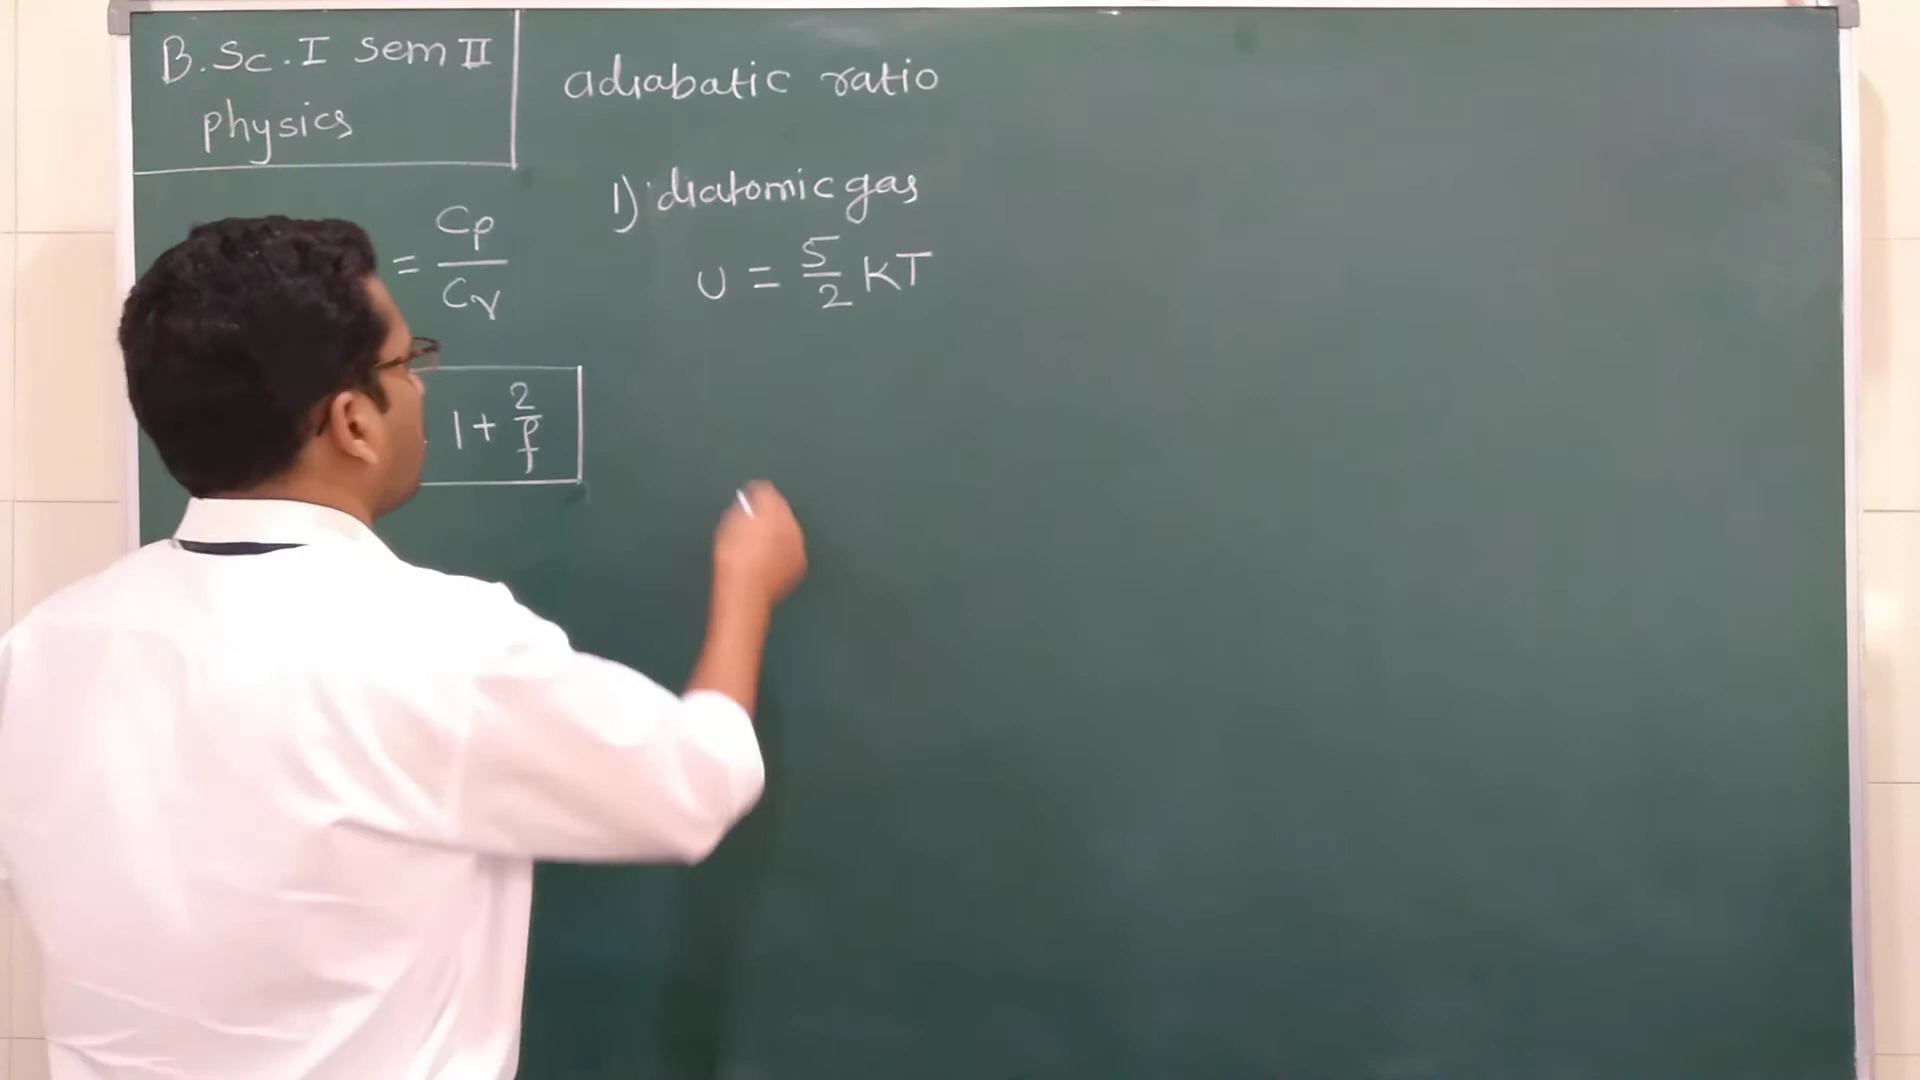 B.Sc.I Sem II
physics
adiabatic ratio
= Cp/Cv
1) diatomic gas
U = 5/2 KT
1+ 2/f